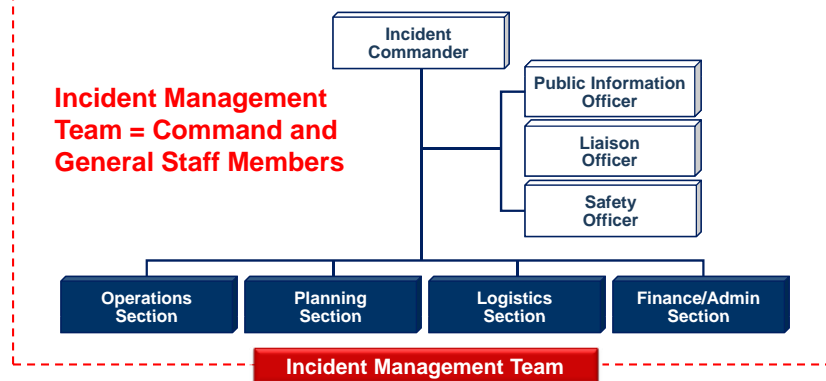 Incident
Commander
Public Information
Officer
Incident Management
Team = Command and
General Staff Members
Liaison
Officer
Safety
Officer
Operations
Section
Planning
Section
Logistics
Section
Finance/Admin
Section
Incident Management Team